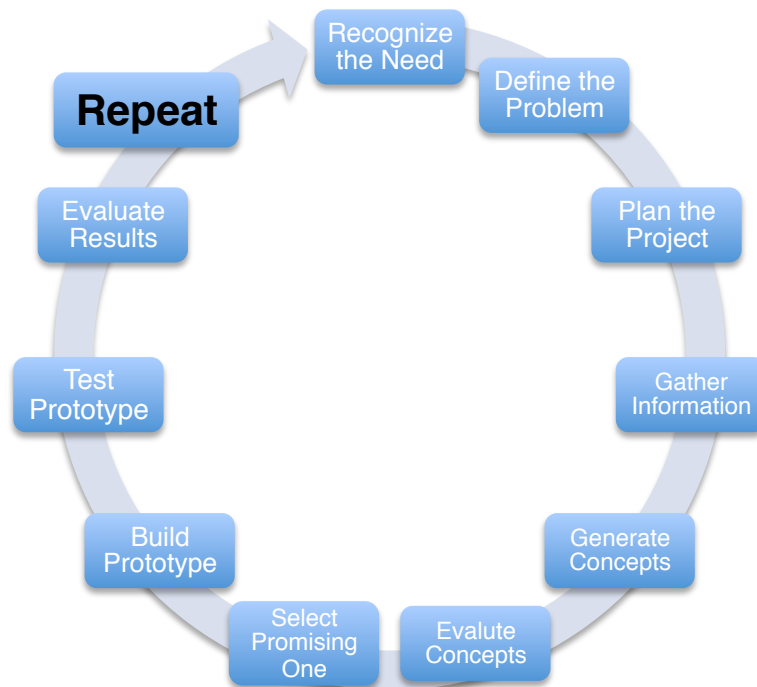 Recognize
the Need
Define the
Problem
Plan the
Project
Gather
Information
Generate
Concepts
Evalute
Concepts
Select
Promising
One
Build
Prototype
Test
Prototype
Evaluate
Results
Repeat